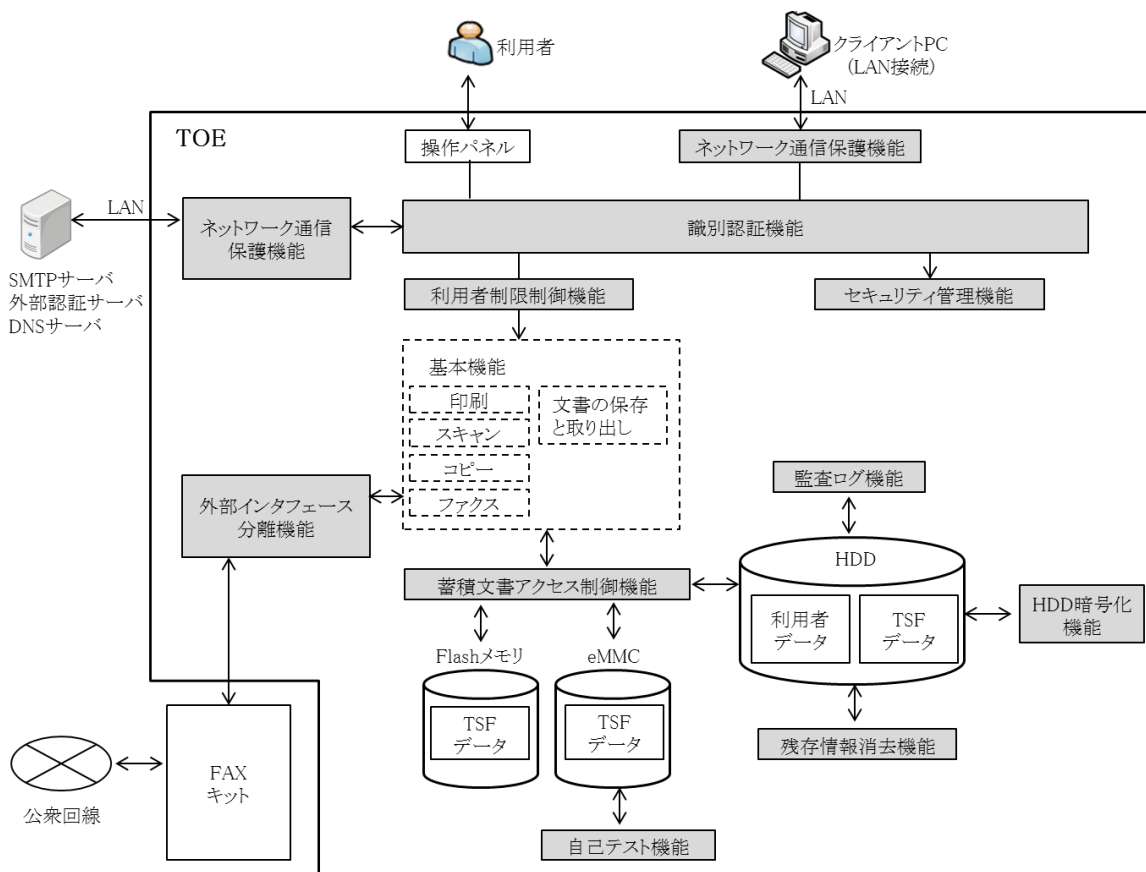 利用者
クライアントPC
(LAN接続)
LAN
TOE
操作パネル
ネットワーク通信保護機能
LAN
ネットワーク通信
保護機能
識別認証機能
SMTPサーバ
外部認証サーバ
DNSサーバ
利用者制限制御機能
セキュリティ管理機能
基本機能
印刷
スキャン
コピー
ファクス
文書の保存
と取り出し
外部インタフェース
分離機能
監査ログ機能
HDD
利用者
データ
TSF
データ
HDD暗号化
機能
蓄積文書アクセス制御機能
Flashメモリ
TSF
データ
eMMC
TSF
データ
残存情報消去機能
自己テスト機能
FAX
キット
公衆回線